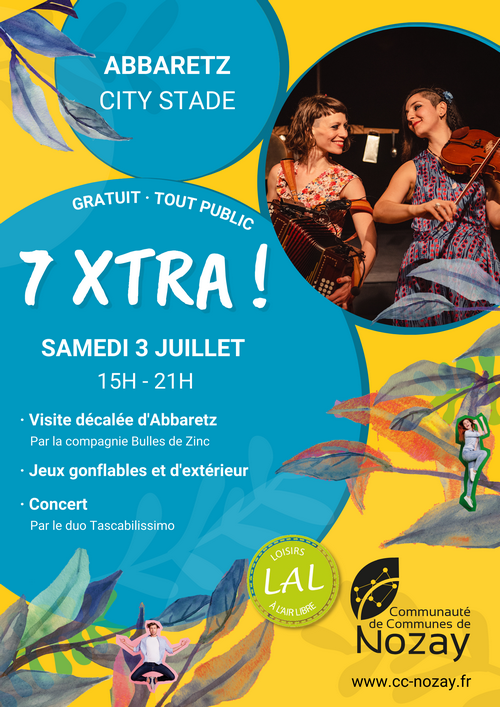 ABBARETZ
CITY STADE
GRATUIT · TOUT PUBLIC
7 XTRA !
SAMEDI 3 JUILLET
15H - 21H
· Visite décalée d'Abbaretz
Par la compagnie Bulles de Zinc
· Jeux gonflables et d'extérieur
· Concert
Par le duo Tascabilissimo
LOISIRS
LAL
À L'AIR LIBRE
Communauté
de Communes de
Nozay
www.cc-nozay.fr